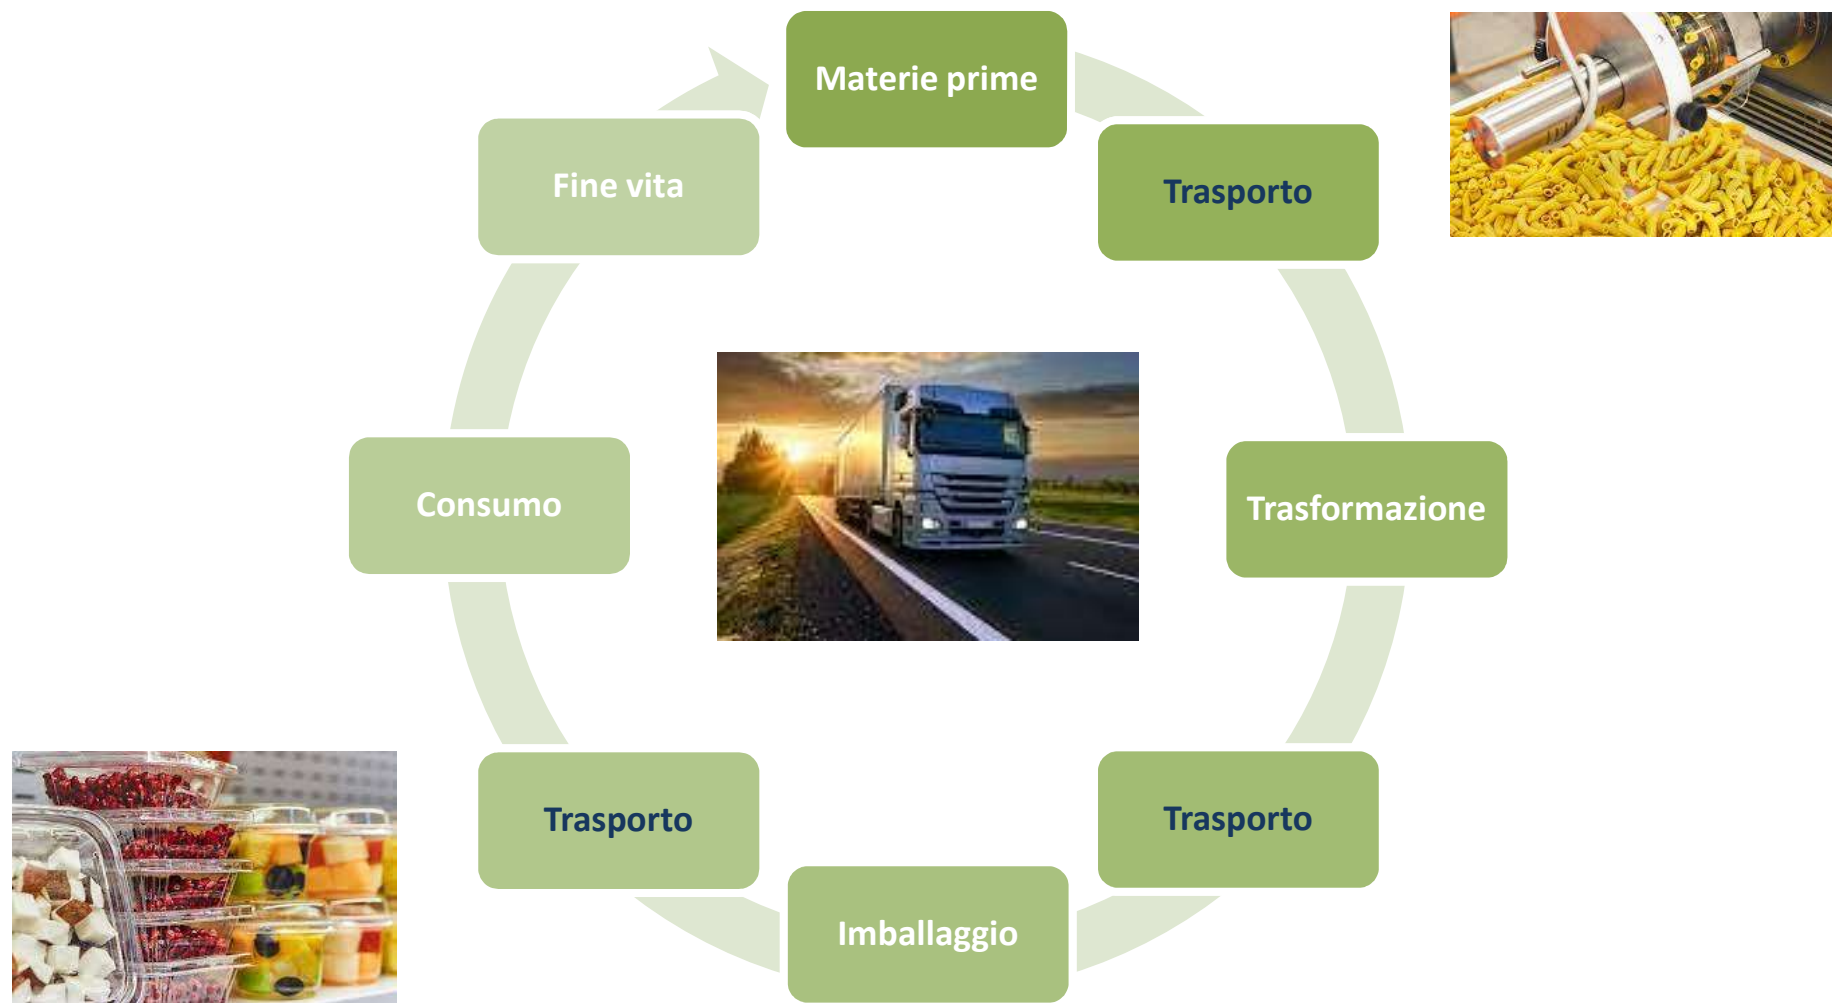 Materie prime
Trasporto
Trasformazione
Trasporto
Imballaggio
Trasporto
Consumo
Fine vita